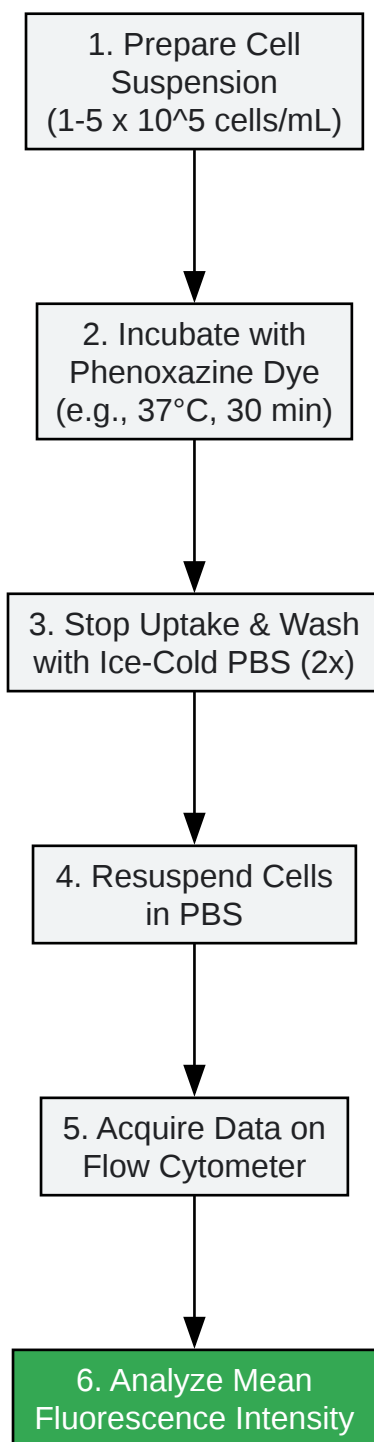 1. Prepare Cell
Suspension
(1-5 x 10^5 cells/mL)
2. Incubate with
Phenoxazine Dye
(e.g., 37°C, 30 min)
3. Stop Uptake & Wash
with Ice-Cold PBS (2x)
4. Resuspend Cells
in PBS
5. Acquire Data on
Flow Cytometer
6. Analyze Mean
Fluorescence Intensity